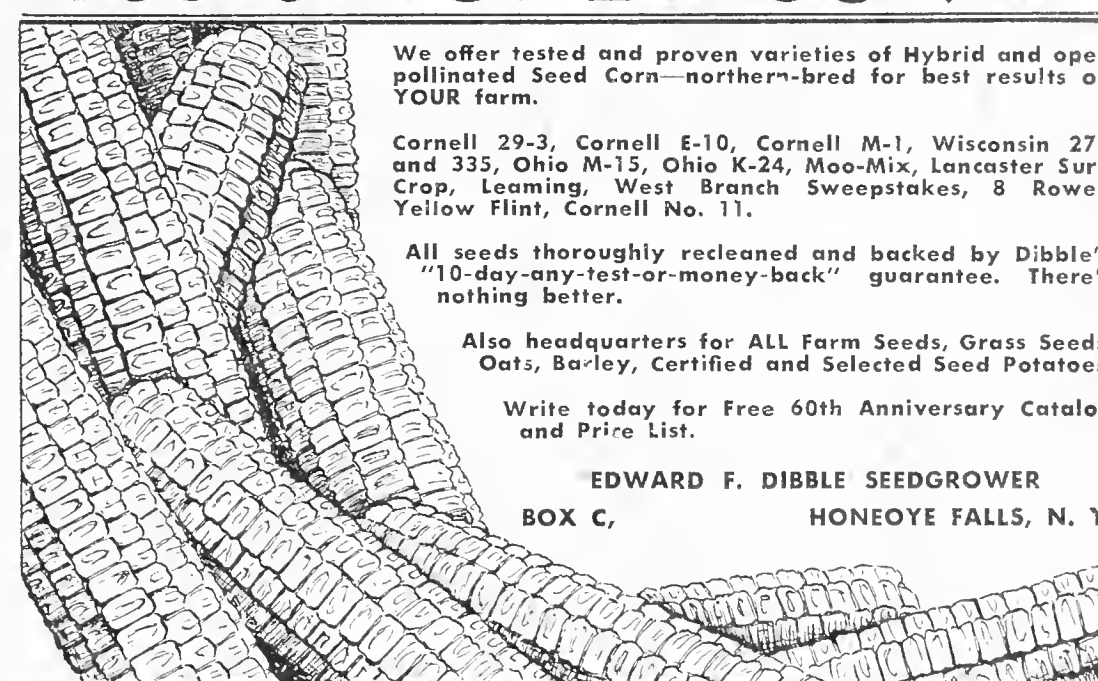 We offer tested and proven varieties of Hybrid and ope
pollinated Seed Corn—northern-bred for best results o
YOUR farm.
Cornell 29-3, Cornell E-10, Cornell M-1, Wisconsin 27
and 335, Ohio M-15, Ohio K-24, Moo-Mix, Lancaster Sur
Crop, Leaming, West Branch Sweepstakes, 8 Rowe
Yellow Flint, Cornell No. 11.
All seeds thoroughly recleaned and backed by Dibble'
"10-day-any-test-or-money-back" guarantee. There'
nothing better.
Also headquarters for ALL Farm Seeds, Grass Seed
Oats, Barley, Certified and Selected Seed Potatoe
Write today for Free 60th Anniversary Catalo
and Price List.
EDWARD F. DIBBLE SEEDGROWER
BOX C, HONEOYE FALLS, N. Y